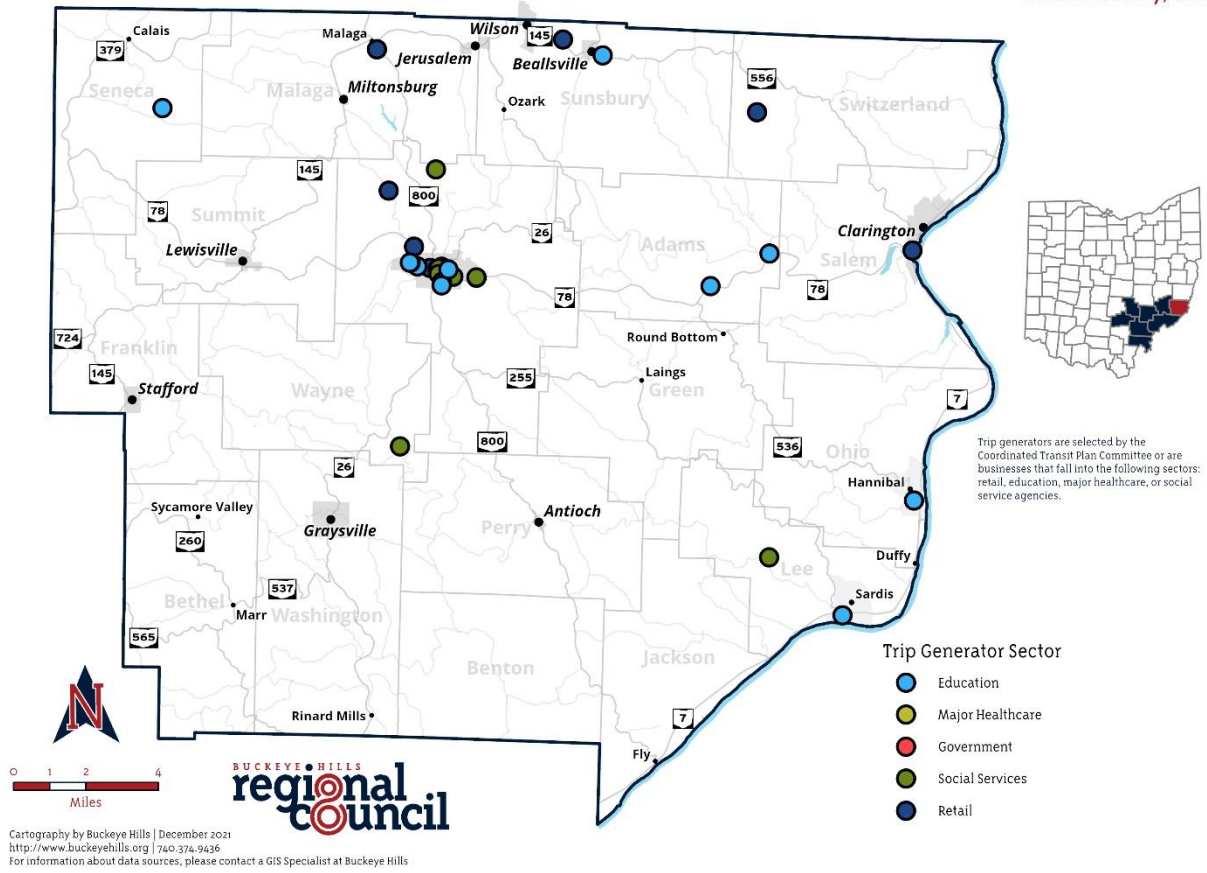 Calais
379
Seneca
Malaga
Malaga
Miltonsburg
Jerusalem
Wilson
145
Beallsville
Ozark
Sunsbury
556
Switzerland
145
800
78
Summit
Lewisville
26
Adams
Clarington
Salem
78
78
Round Bottom
724
Franklin
145
Stafford
Wayne
255
Laings
Green
7
800
536
Ohio
26
Hannibal
Sycamore Valley
260
Graysville
Perry
Antioch
Duffy
Lee
537
Sardis
Bethel
Marr
Washington
565
Benton
Jackson
Rinard Mills
7
Fly
Trip generators are selected by the
Coordinated Transit Plan Committee or are
businesses that fall into the following sectors:
retail, education, major healthcare, or social
service agencies.
Trip Generator Sector
Education
Major Healthcare
Government
Social Services
Retail
N
0 1 2 4
Miles
BUCKEYE HILLS
regional
council
Cartography by Buckeye Hills | December 2021
http://www.buckeyehills.org | 740.374.9436
For information about data sources, please contact a GIS Specialist at Buckeye Hills